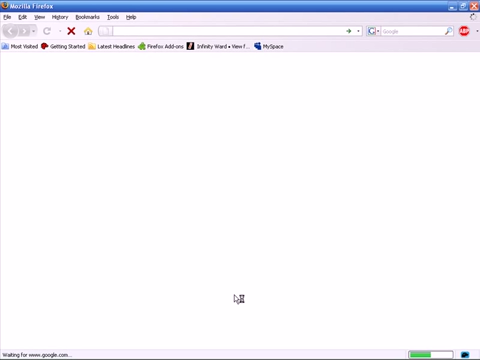 Mozilla Firefox
File Edit View History Bookmarks Tools Help
Google
ABP
Most Visited Getting Started Latest Headlines Firefox Add-ons Infinity Ward • View f... MySpace
Waiting for www.google.com...